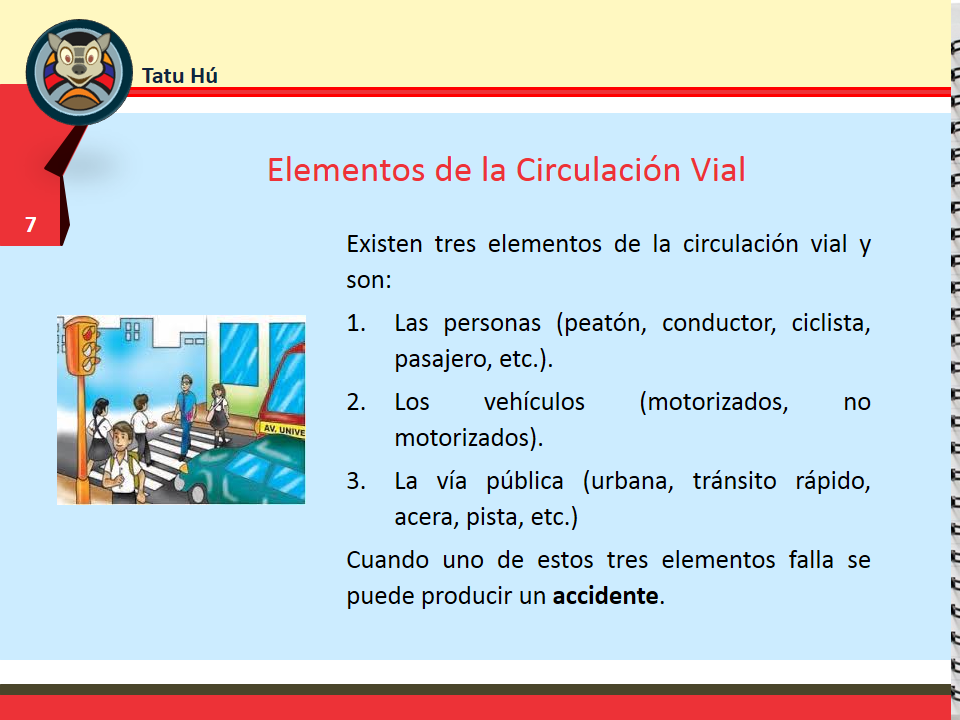 Tatu Hú
Elementos de la Circulación Vial
7
Existen tres elementos de la circulación vial y
son:
1. Las personas (peatón, conductor, ciclista,
pasajero, etc.).
2. Los vehículos (motorizados, no
motorizados).
3. La vía pública (urbana, tránsito rápido,
acera, pista, etc.)
Cuando uno de estos tres elementos falla se
puede producir un accidente.
AV. UNIVE